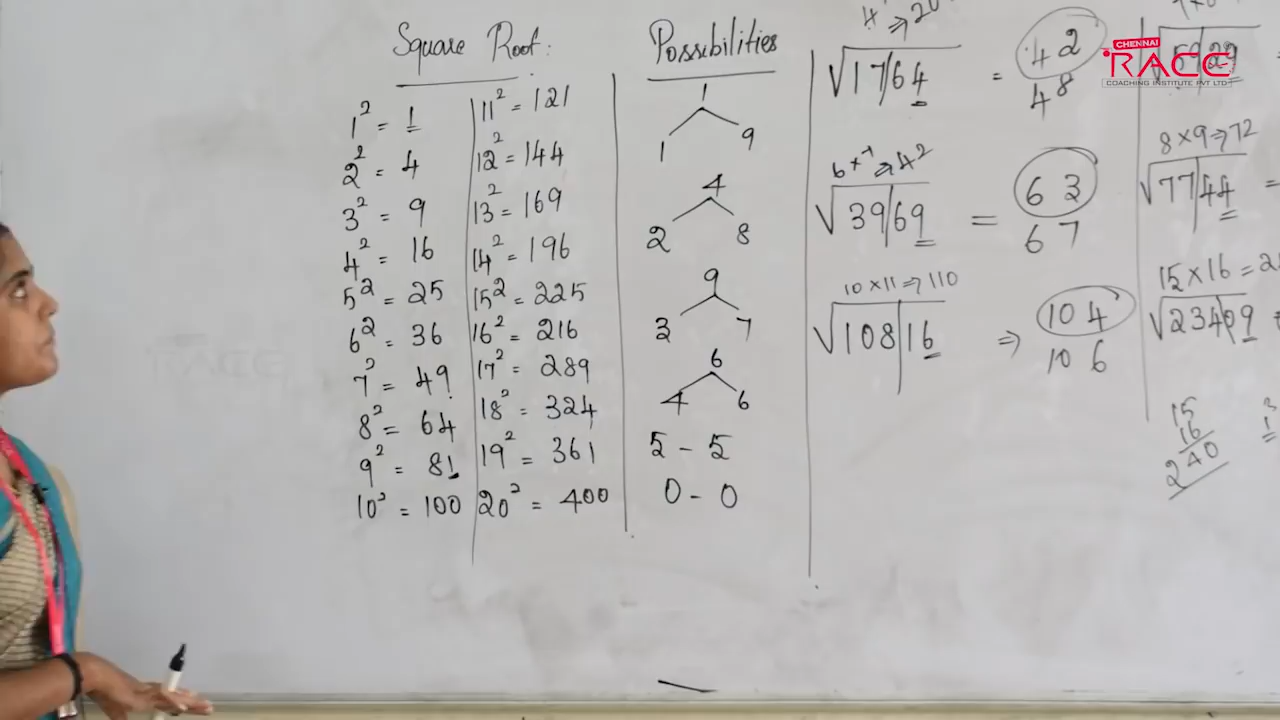 Square Root:
1² = 1
2² = 4
3² = 9
4² = 16
5² = 25
6² = 36
7² = 49
8² = 64
9² = 81
10² = 100
11² = 121
12² = 144
13² = 169
14² = 196
15² = 225
16² = 216
17² = 289
18² = 324
19² = 361
20² = 400
Possibilities
1
1 9
4
2 8
9
3 7
6
4 6
5 - 5
0 - 0
√17/64 = 42
48
6×7 ⇒ 42
√39/69 = 63
67
10×11 ⇒ 110
√108/16 ⇒ 104
106
CHENNAI
RACE
COACHING INSTITUTE PVT LTD
√59/29
8×9 ⇒ 72
√77/44 =
15×16 =
√234/09
15
16
240